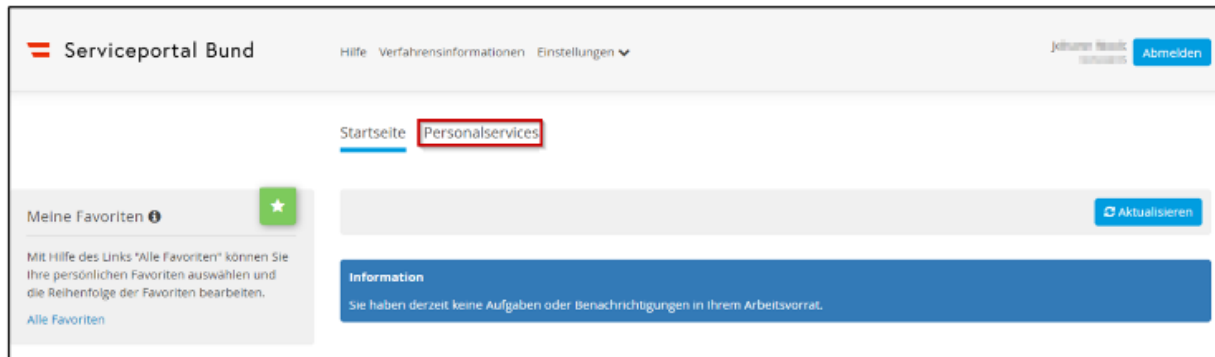 Serviceportal Bund
Hilfe Verfahrensinformationen Einstellungen
Abmelden
Startseite Personalservices
Meine Favoriten
Aktualisieren
Mit Hilfe des Links "Alle Favoriten" können Sie
Ihre persönlichen Favoriten auswählen und
die Reihenfolge der Favoriten bearbeiten.
Alle Favoriten
Information
Sie haben derzeit keine Aufgaben oder Benachrichtigungen in Ihrem Arbeitsvorrat.